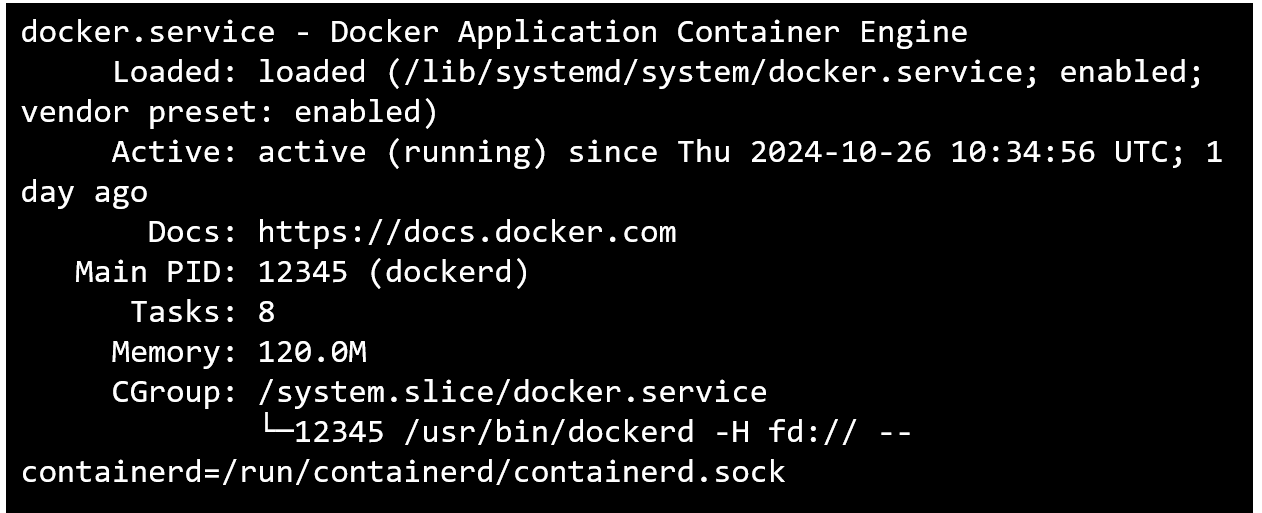 docker.service - Docker Application Container Engine
     Loaded: loaded (/lib/systemd/system/docker.service; enabled;
vendor preset: enabled)
     Active: active (running) since Thu 2024-10-26 10:34:56 UTC; 1
day ago
       Docs: https://docs.docker.com
   Main PID: 12345 (dockerd)
      Tasks: 8
     Memory: 120.0M
     CGroup: /system.slice/docker.service
             └─12345 /usr/bin/dockerd -H fd:// --
containerd=/run/containerd/containerd.sock